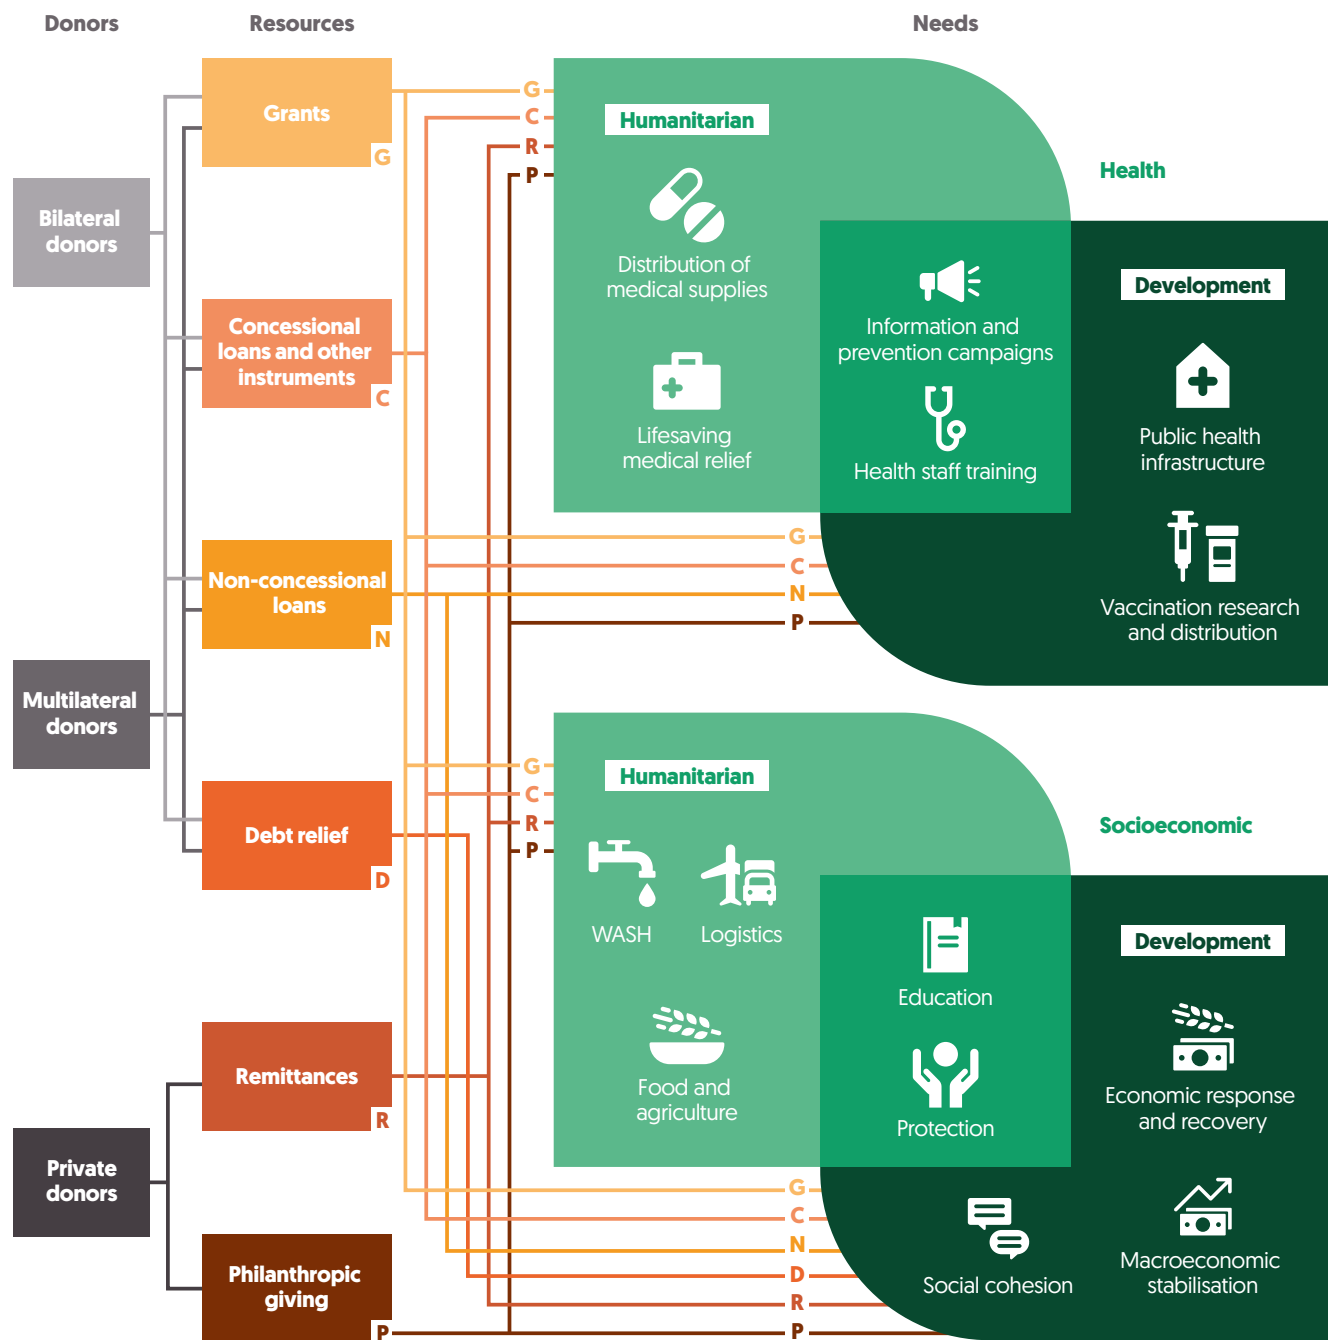 Donors
Resources
Needs
Bilateral
donors
Multilateral
donors
Private
donors
Grants
G
Concessional
loans and other
instruments
C
Non-concessional
loans
N
Debt relief
D
Remittances
R
Philanthropic
giving
P
G
C
R
P
Health
Humanitarian
Distribution of
medical supplies
Lifesaving
medical relief
Information and
prevention campaigns
Health staff training
Development
Public health
infrastructure
Vaccination research
and distribution
G
C
N
P
G
C
R
P
Socioeconomic
Humanitarian
WASH
Logistics
Food and
agriculture
Education
Protection
Development
Economic response
and recovery
Macroeconomic
stabilisation
Social cohesion
G
C
N
D
R
P